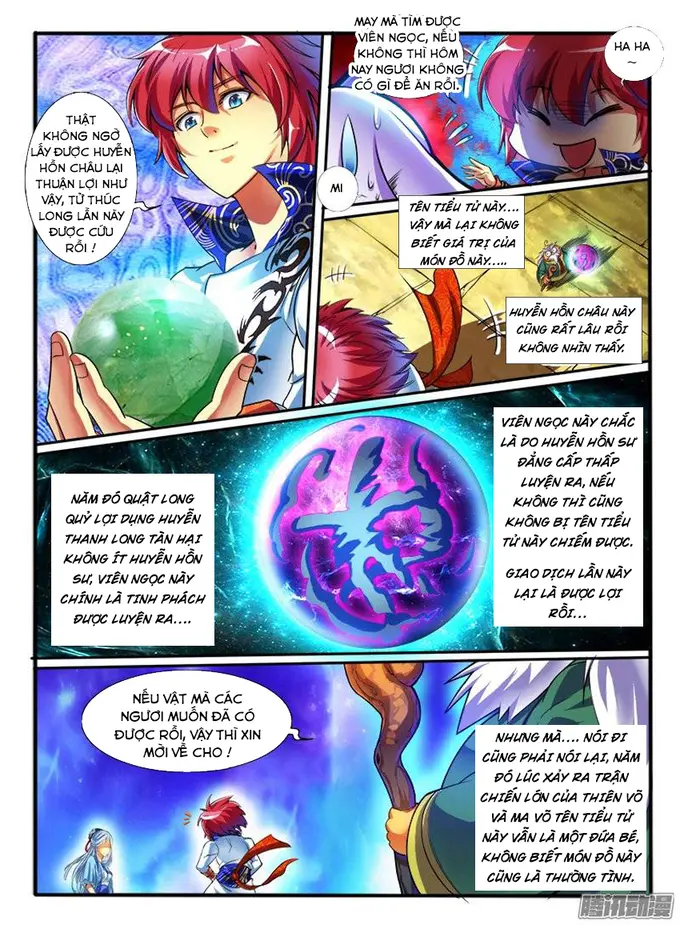 THẬT
KHÔNG NGỜ
LẤY ĐƯỢC HUYỄN
HỒN CHÂU LẠI
THUẬN LỢI NHƯ
VẬY, TỬ THÚC
LONG LẦN NÀY
ĐƯỢC CỨU
RỒI !
MAY MÀ TÌM ĐƯỢC
VIÊN NGỌC, NẾU
KHÔNG THÌ HÔM
NAY NGƯƠI KHÔNG
CÓ GÌ ĐỂ ĂN RỒI.
HA HA
~
MI
TÊN TIỂU TỬ NÀY....
VẬY MÀ LẠI KHÔNG
BIẾT GIÁ TRỊ CỦA
MÓN ĐỒ NÀY.....
HUYỄN HỒN CHÂU NÀY
CŨNG RẤT LÂU RỒI
KHÔNG NHÌN THẤY.
VIÊN NGỌC NÀY CHẮC
LÀ DO HUYỄN HỒN SƯ
ĐẲNG CẤP THẤP
LUYỆN RA, NẾU
KHÔNG THÌ CŨNG
KHÔNG BỊ TÊN TIỂU
TỬ NÀY CHIẾM ĐƯỢC.
GIAO DỊCH LẦN NÀY
LẠI LÀ ĐƯỢC LỢI
RỒI...
NĂM ĐÓ QUẬT LONG
QUỶ LỢI DỤNG HUYỄN
THANH LONG TÀN HẠI
KHÔNG ÍT HUYỄN HỒN
SƯ, VIÊN NGỌC NÀY
CHÍNH LÀ TINH PHÁCH
ĐƯỢC LUYỆN RA....
NẾU VẬT MÀ CÁC
NGƯƠI MUỐN ĐÃ CÓ
ĐƯỢC RỒI, VẬY THÌ XIN
MỜI VỀ CHO !
NHƯNG MÀ.... NÓI ĐI
CŨNG PHẢI NÓI LẠI, NĂM
ĐÓ LÚC XẢY RA TRẬN
CHIẾN LỚN CỦA THIÊN VÕ
VÀ MA VÕ TÊN TIỂU TỬ
NÀY VẪN LÀ MỘT ĐỨA BÉ,
KHÔNG BIẾT MÓN ĐỒ NÀY
CŨNG LÀ THƯỜNG TÌNH.
腾讯动漫